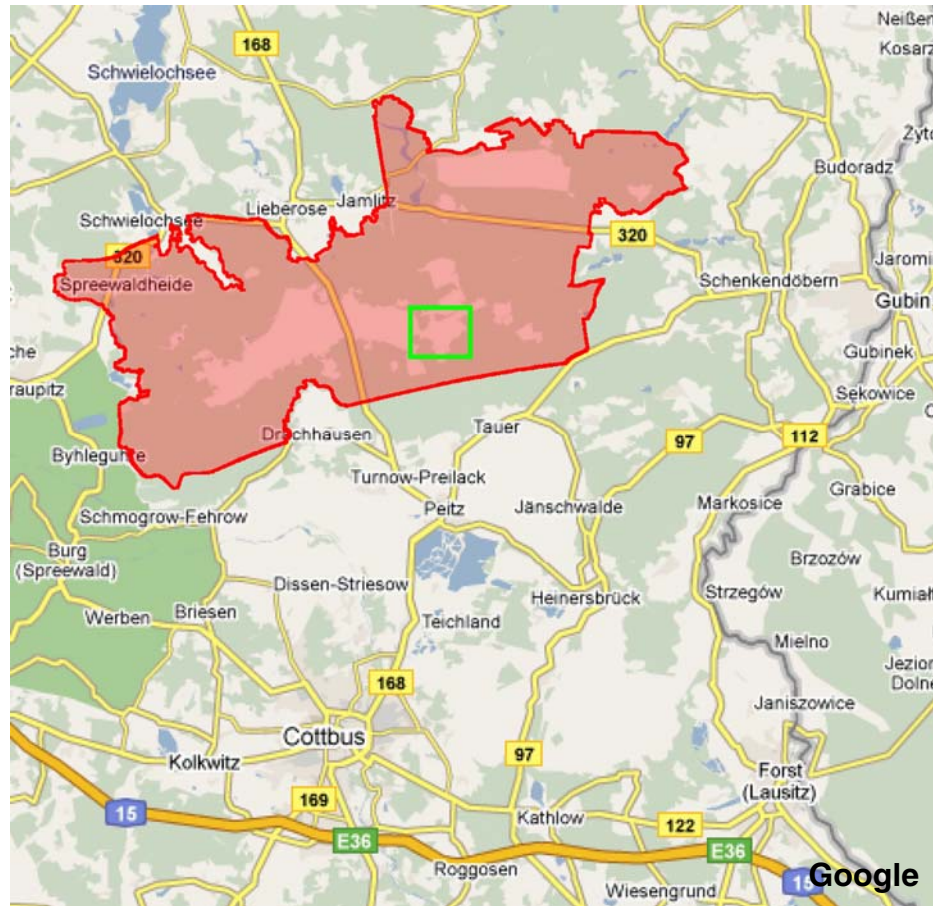 Neißen
168
Kosarz
Schwielochsee
Żyto
Budoradz
Jamlitz
Lieberose
Schwielochsee
320
320
Jaromi
Spreewaldheide
Schenkendöbern
Gubin
che
Gubinek
raupitz
Sękowice
Drachhausen
Tauer
97
112
Byhleguhre
Turnow-Preilack
Grabice
Peitz
Jänschwalde
Markosice
Schmogrow-Fehrow
Burg
(Spreewald)
Brzozów
Dissen-Striesow
Heinersbrück
Strzegów
Kumiałt
Werben
Briesen
Teichland
Mielno
Jezior
Dolne
168
Janiszowice
Cottbus
97
Kolkwitz
Forst
(Lausitz)
169
15
Kathlow
122
E36
E36
Roggosen
15
Google
Wiesengrund